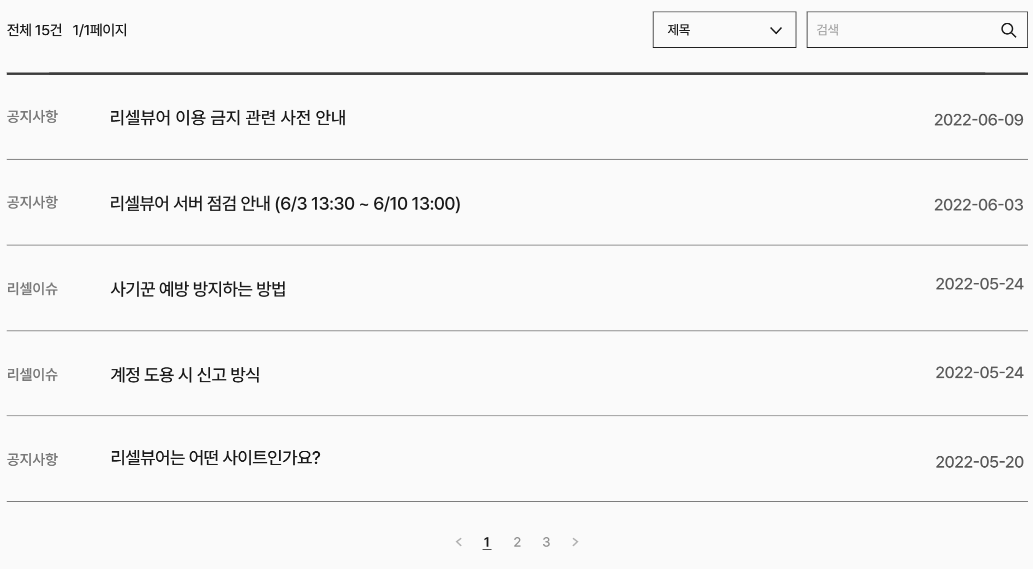 전체 15건 1/1페이지
제목
검색
공지사항 리셀뷰어 이용 금지 관련 사전 안내 2022-06-09
공지사항 리셀뷰어 서버 점검 안내 (6/3 13:30 ~ 6/10 13:00) 2022-06-03
리셀이슈 사기꾼 예방 방지하는 방법 2022-05-24
리셀이슈 계정 도용 시 신고 방식 2022-05-24
공지사항 리셀뷰어는 어떤 사이트인가요? 2022-05-20
< 1 2 3 >